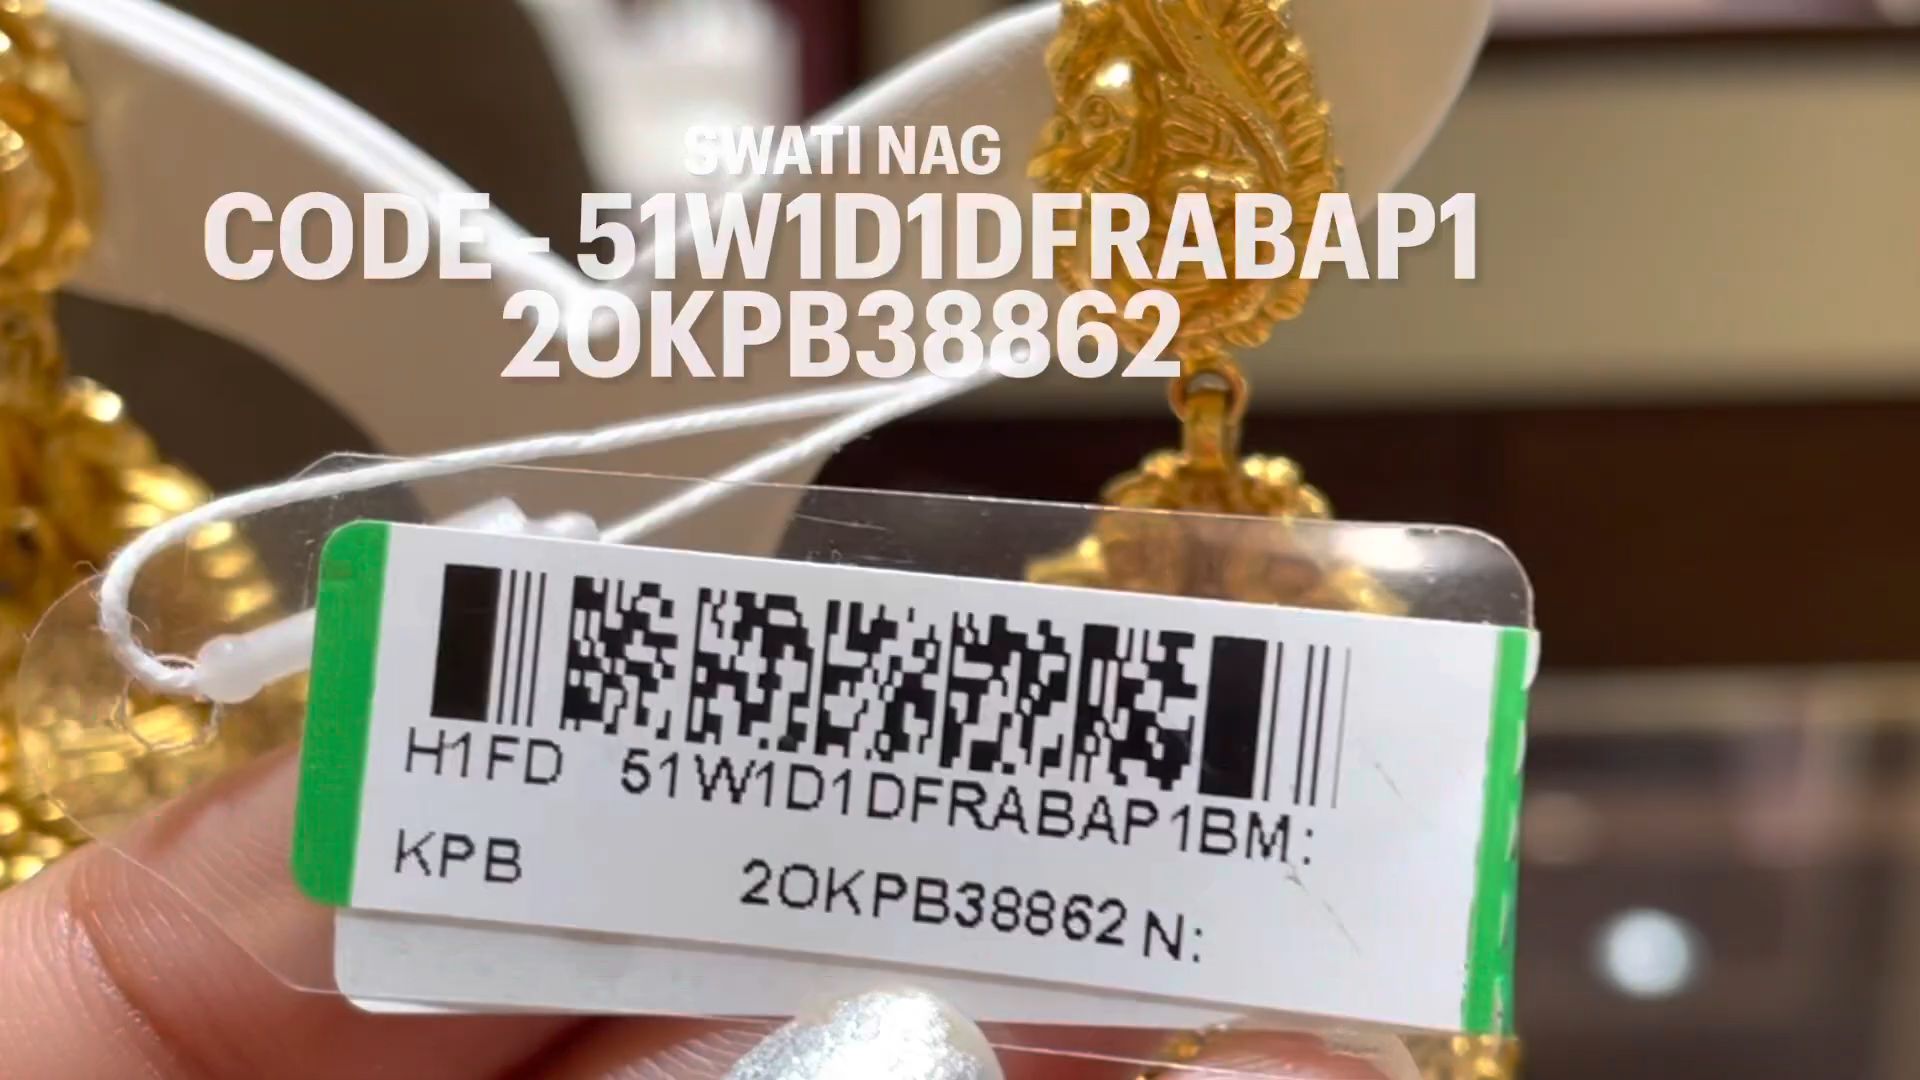 SWATI NAG
CODE - 51W1D1DFRABAP1
2OKPB38862
H1FD 51W1D1DFRABAP1BM:
KPB 2OKPB38862 N: